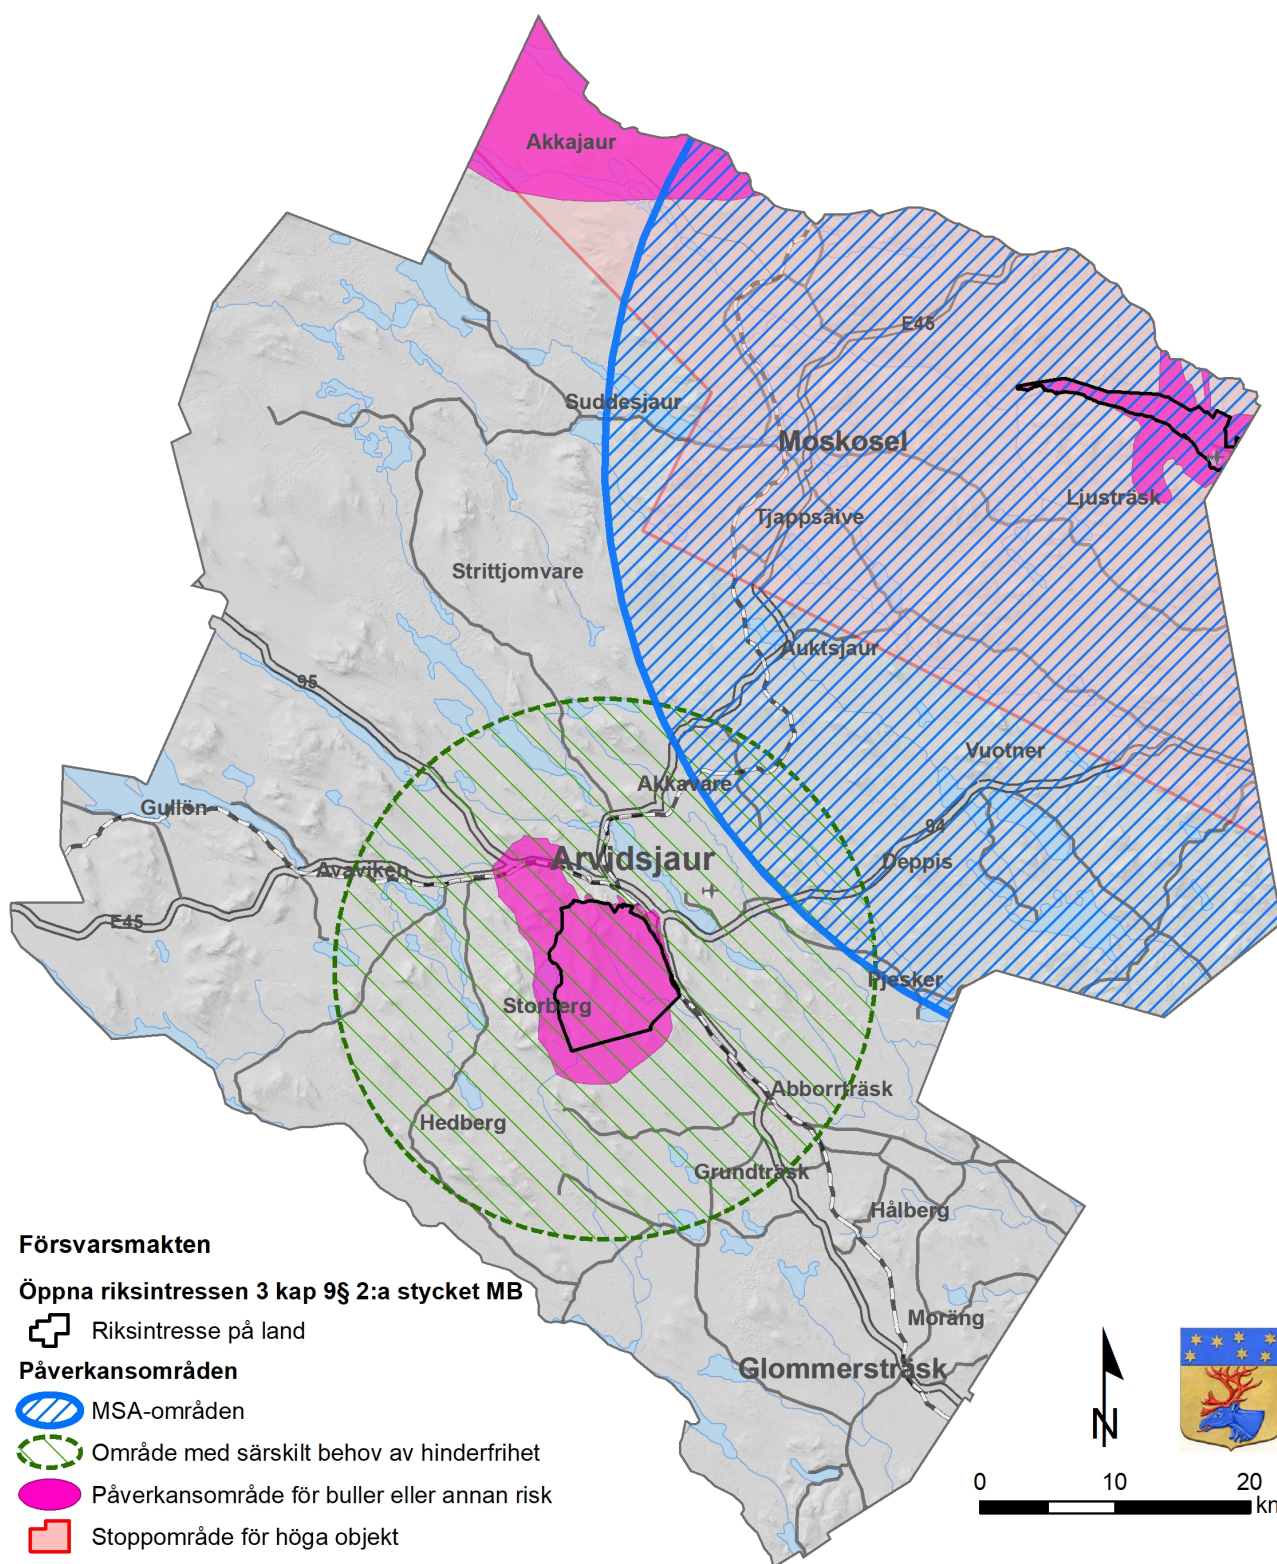 Akkajaur
E45
Suddesjaur
Moskosel
Ljusträsk
Tjappsåive
Strittjomvare
Auktsjaur
95
Vuotner
Akkavare
Gullön
94
Arvidsjaur
Deppis
Avaviken
E45
Pjesker
Storberg
Abborrträsk
Hedberg
Grundträsk
Hålberg
Moräng
Glommersträsk
Försvarsmakten
Öppna riksintressen 3 kap 9§ 2:a stycket MB
Riksintresse på land
Påverkansområden
MSA-områden
Område med särskilt behov av hinderfrihet
Påverkansområde för buller eller annan risk
Stoppområde för höga objekt
N
0 10 20
km